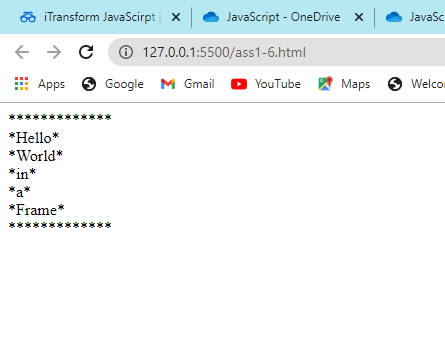 iTransform JavaScirpt | JavaScript - OneDrive JavaSc
127.0.0.1:5500/ass1-6.html
Apps Google Gmail YouTube Maps Welcom
*************
*Hello*
*World*
*in*
*a*
*Frame*
*************